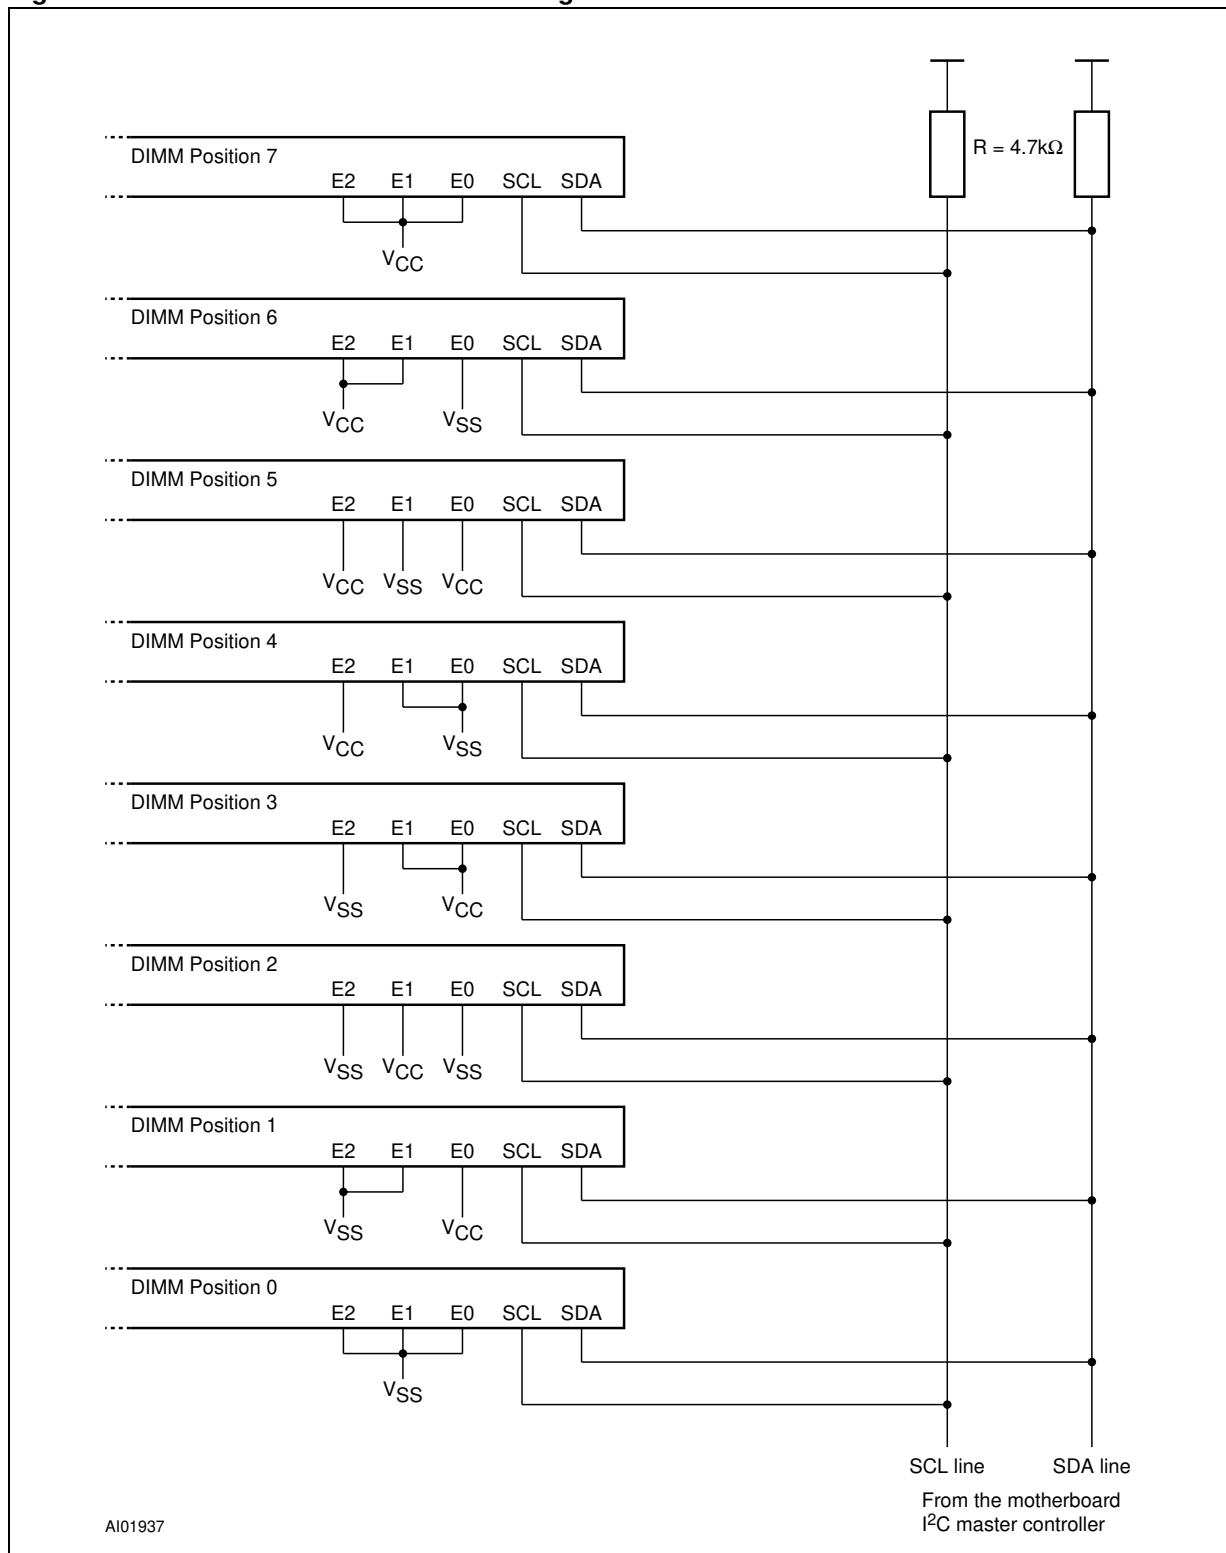 R = 4.7kΩ
DIMM Position 7
E2 E1 E0 SCL SDA
VCC
DIMM Position 6
E2 E1 E0 SCL SDA
VCC VSS
DIMM Position 5
E2 E1 E0 SCL SDA
VCC VSS VCC
DIMM Position 4
E2 E1 E0 SCL SDA
VCC VSS
DIMM Position 3
E2 E1 E0 SCL SDA
VSS VCC
DIMM Position 2
E2 E1 E0 SCL SDA
VSS VCC VSS
DIMM Position 1
E2 E1 E0 SCL SDA
VSS VCC
DIMM Position 0
E2 E1 E0 SCL SDA
VSS
SCL line SDA line
From the motherboard
I2C master controller
AI01937